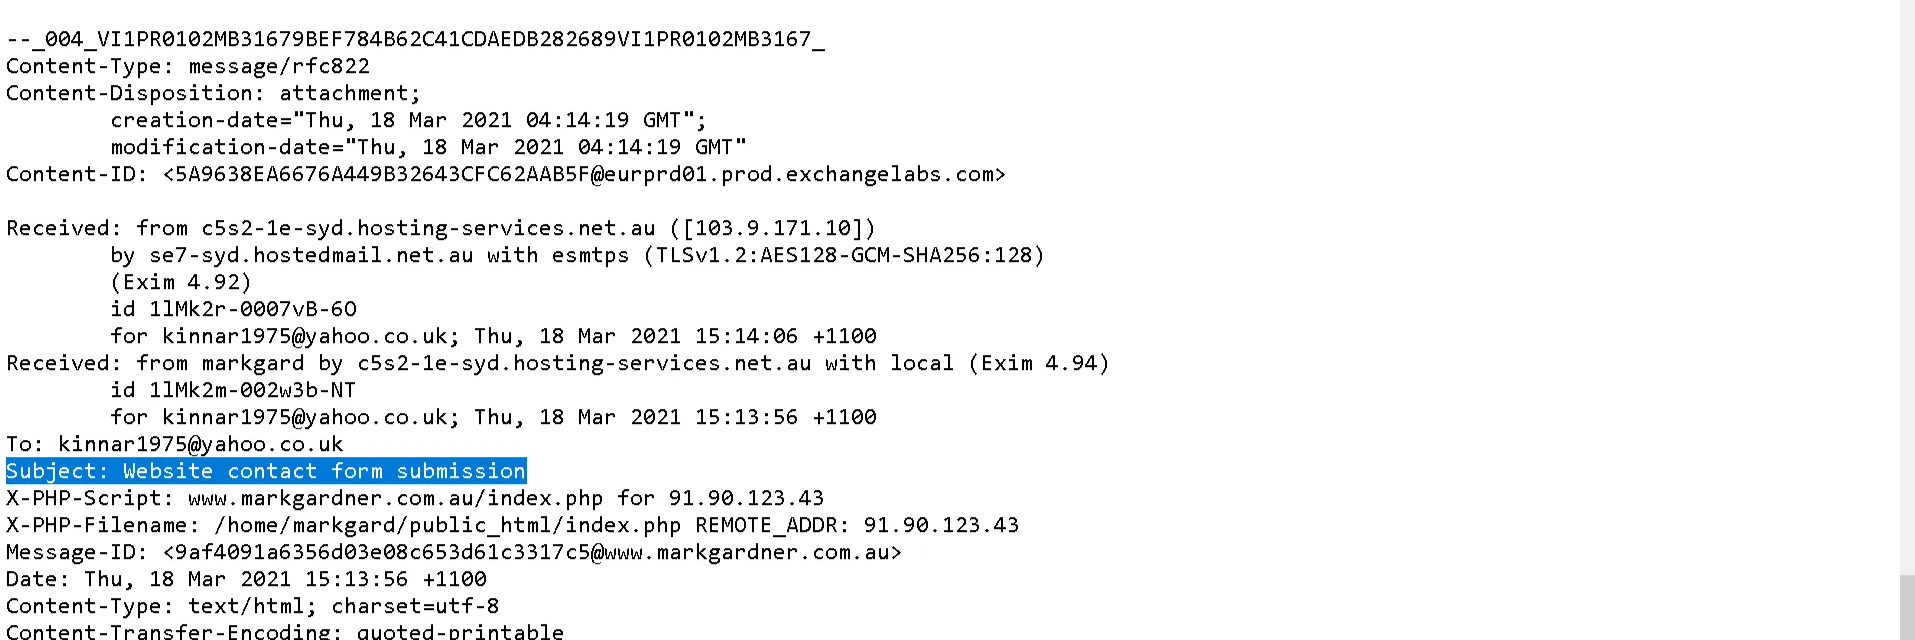 --_004_VI1PR0102MB31679BEF784B62C41CDAEDB282689VI1PR0102MB3167_
Content-Type: message/rfc822
Content-Disposition: attachment;
creation-date="Thu, 18 Mar 2021 04:14:19 GMT";
modification-date="Thu, 18 Mar 2021 04:14:19 GMT"
Content-ID: <5A9638EA6676A449B32643CFC62AAB5F@eurprd01.prod.exchangelabs.com>
Received: from c5s2-1e-syd.hosting-services.net.au ([103.9.171.10])
by se7-syd.hostedmail.net.au with esmtps (TLSv1.2:AES128-GCM-SHA256:128)
(Exim 4.92)
id 1lMk2r-0007vB-6O
for kinnar1975@yahoo.co.uk; Thu, 18 Mar 2021 15:14:06 +1100
Received: from markgard by c5s2-1e-syd.hosting-services.net.au with local (Exim 4.94)
id 1lMk2m-002w3b-NT
for kinnar1975@yahoo.co.uk; Thu, 18 Mar 2021 15:13:56 +1100
To: kinnar1975@yahoo.co.uk
Subject: Website contact form submission
X-PHP-Script: www.markgardner.com.au/index.php for 91.90.123.43
X-PHP-Filename: /home/markgard/public_html/index.php REMOTE_ADDR: 91.90.123.43
Message-ID: <9af4091a6356d03e08c653d61c3317c5@www.markgardner.com.au>
Date: Thu, 18 Mar 2021 15:13:56 +1100
Content-Type: text/html; charset=utf-8
Content-Transfer-Encoding: quoted-printable